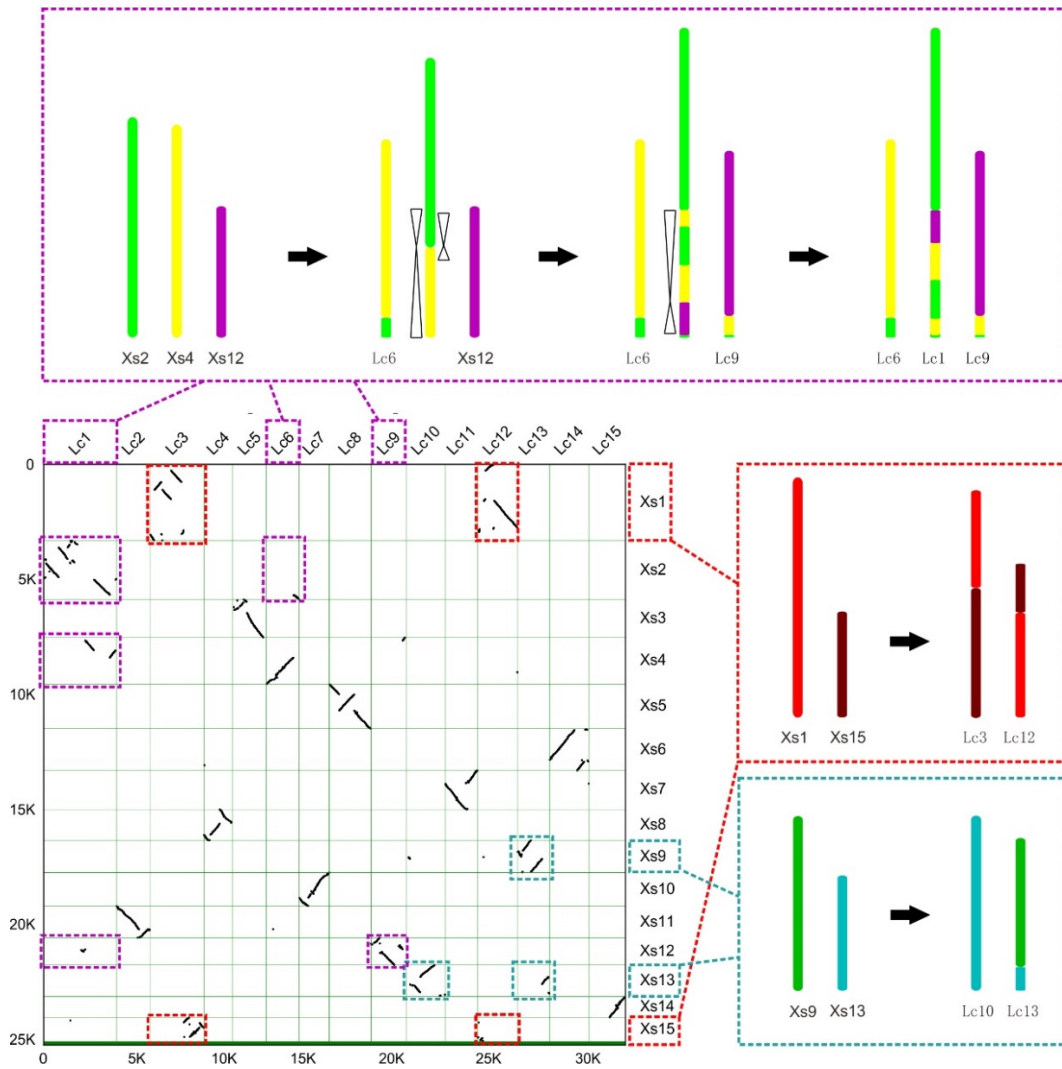 Xs2 Xs4 Xs12
Lc6 Xs12
Lc6 Lc9
Lc6 Lc1 Lc9
Lc1 Lc2 Lc3 Lc4 Lc5 Lc6 Lc7 Lc8 Lc9 Lc10 Lc11 Lc12 Lc13 Lc14 Lc15
0
5K
10K
15K
20K
25K
0 5K 10K 15K 20K 25K 30K
Xs1
Xs2
Xs3
Xs4
Xs5
Xs6
Xs7
Xs8
Xs9
Xs10
Xs11
Xs12
Xs13
Xs14
Xs15
Xs1 Xs15 Lc3 Lc12
Xs9 Xs13 Lc10 Lc13